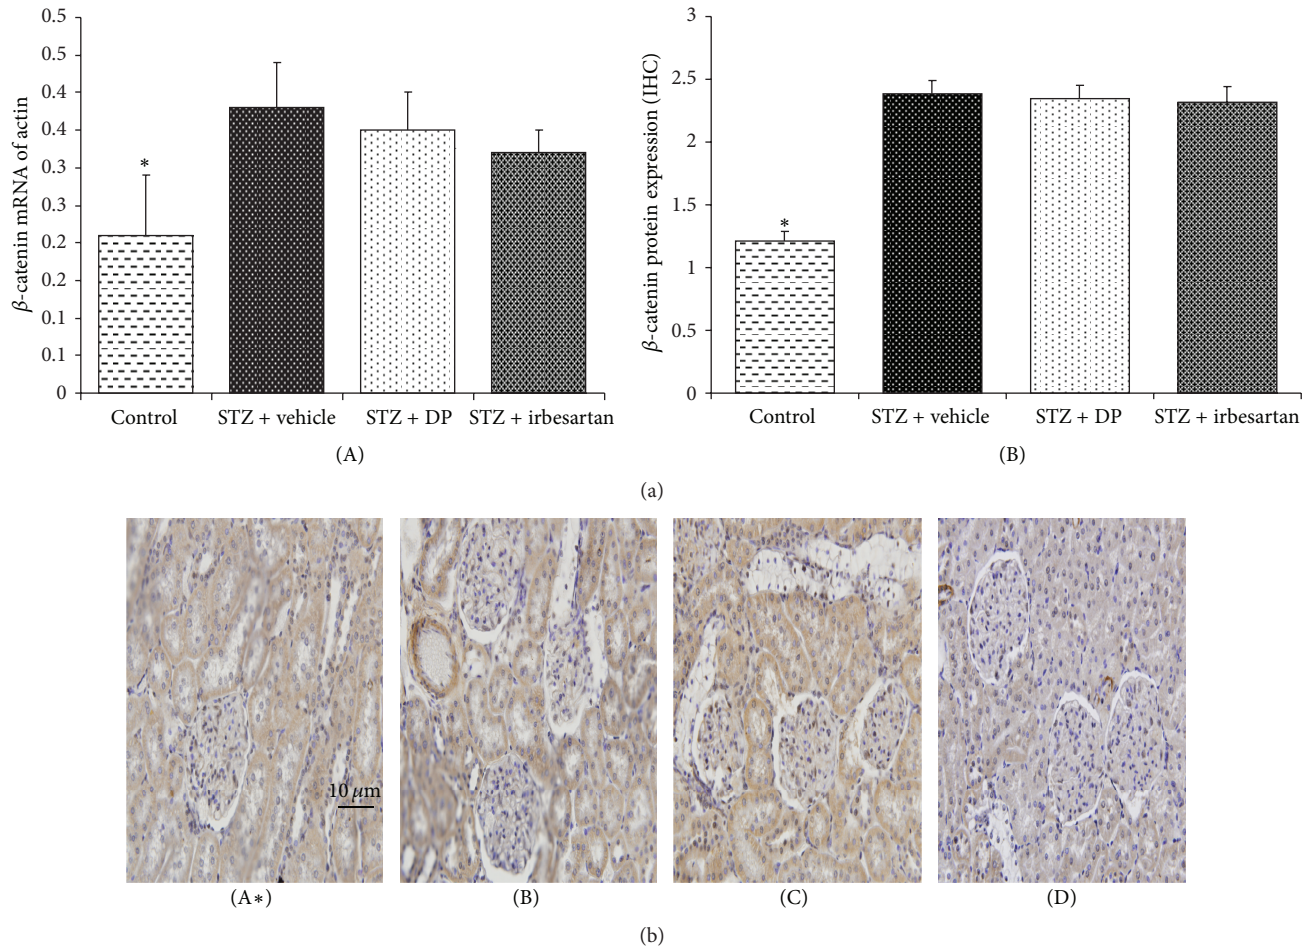 β-catenin mRNA of actin
0.5
0.5
0.4
0.4
0.3
0.3
0.2
0.2
0.1
0.1
0
*
Control STZ + vehicle STZ + DP STZ + irbesartan
(A)
β-catenin protein expression (IHC)
3
2.5
2
1.5
1
0.5
0
*
Control STZ + vehicle STZ + DP STZ + irbesartan
(B)
(a)
10 μm
(A*) (B) (C) (D)
(b)